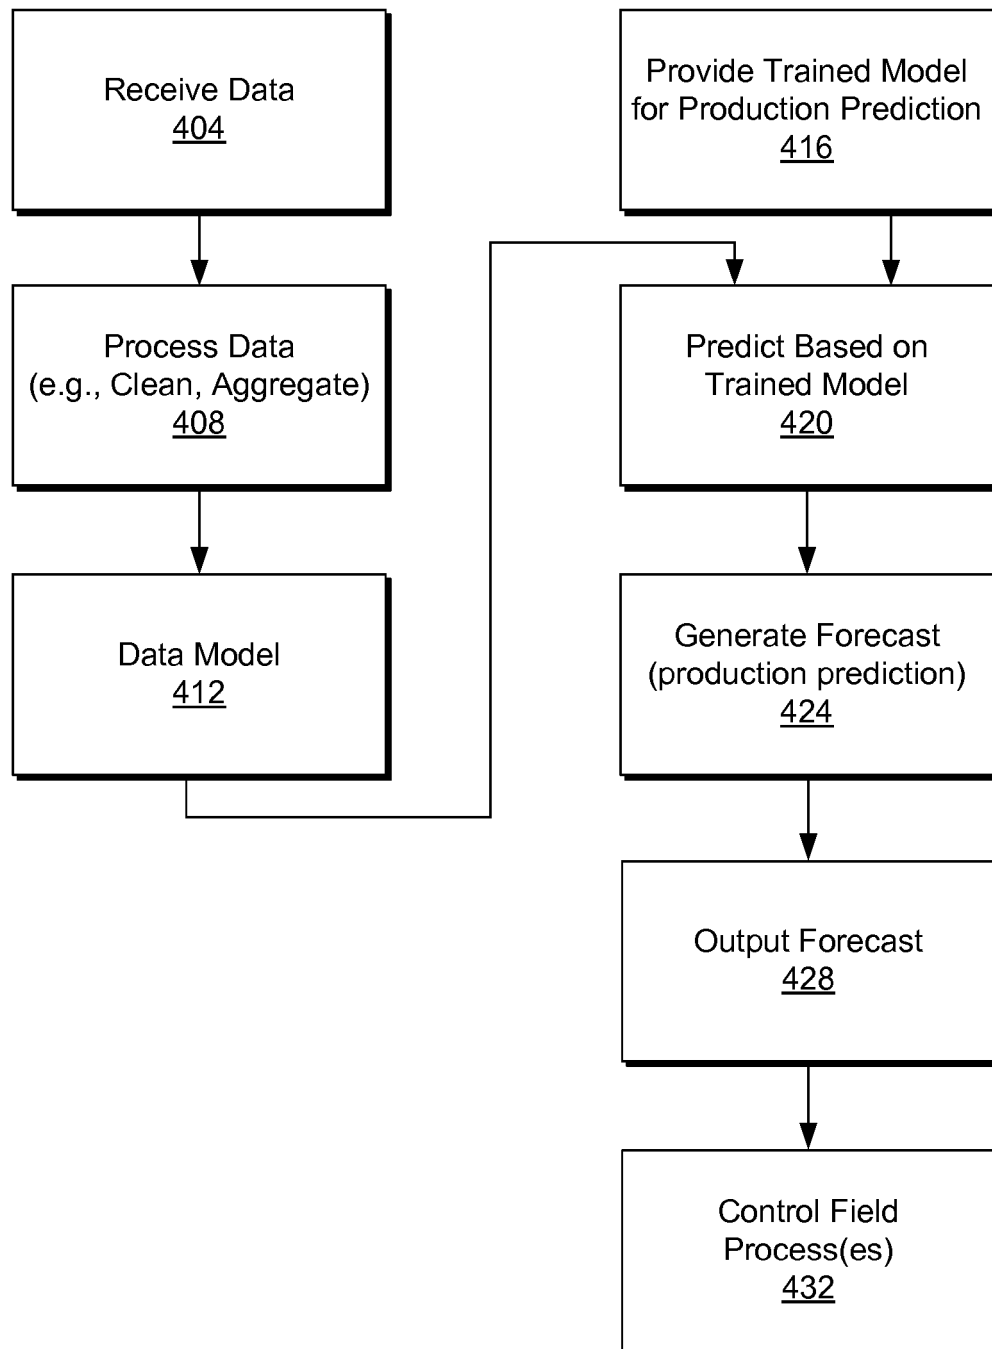 Receive Data
404
Process Data
(e.g., Clean, Aggregate)
408
Data Model
412
Provide Trained Model
for Production Prediction
416
Predict Based on
Trained Model
420
Generate Forecast
(production prediction)
424
Output Forecast
428
Control Field
Process(es)
432